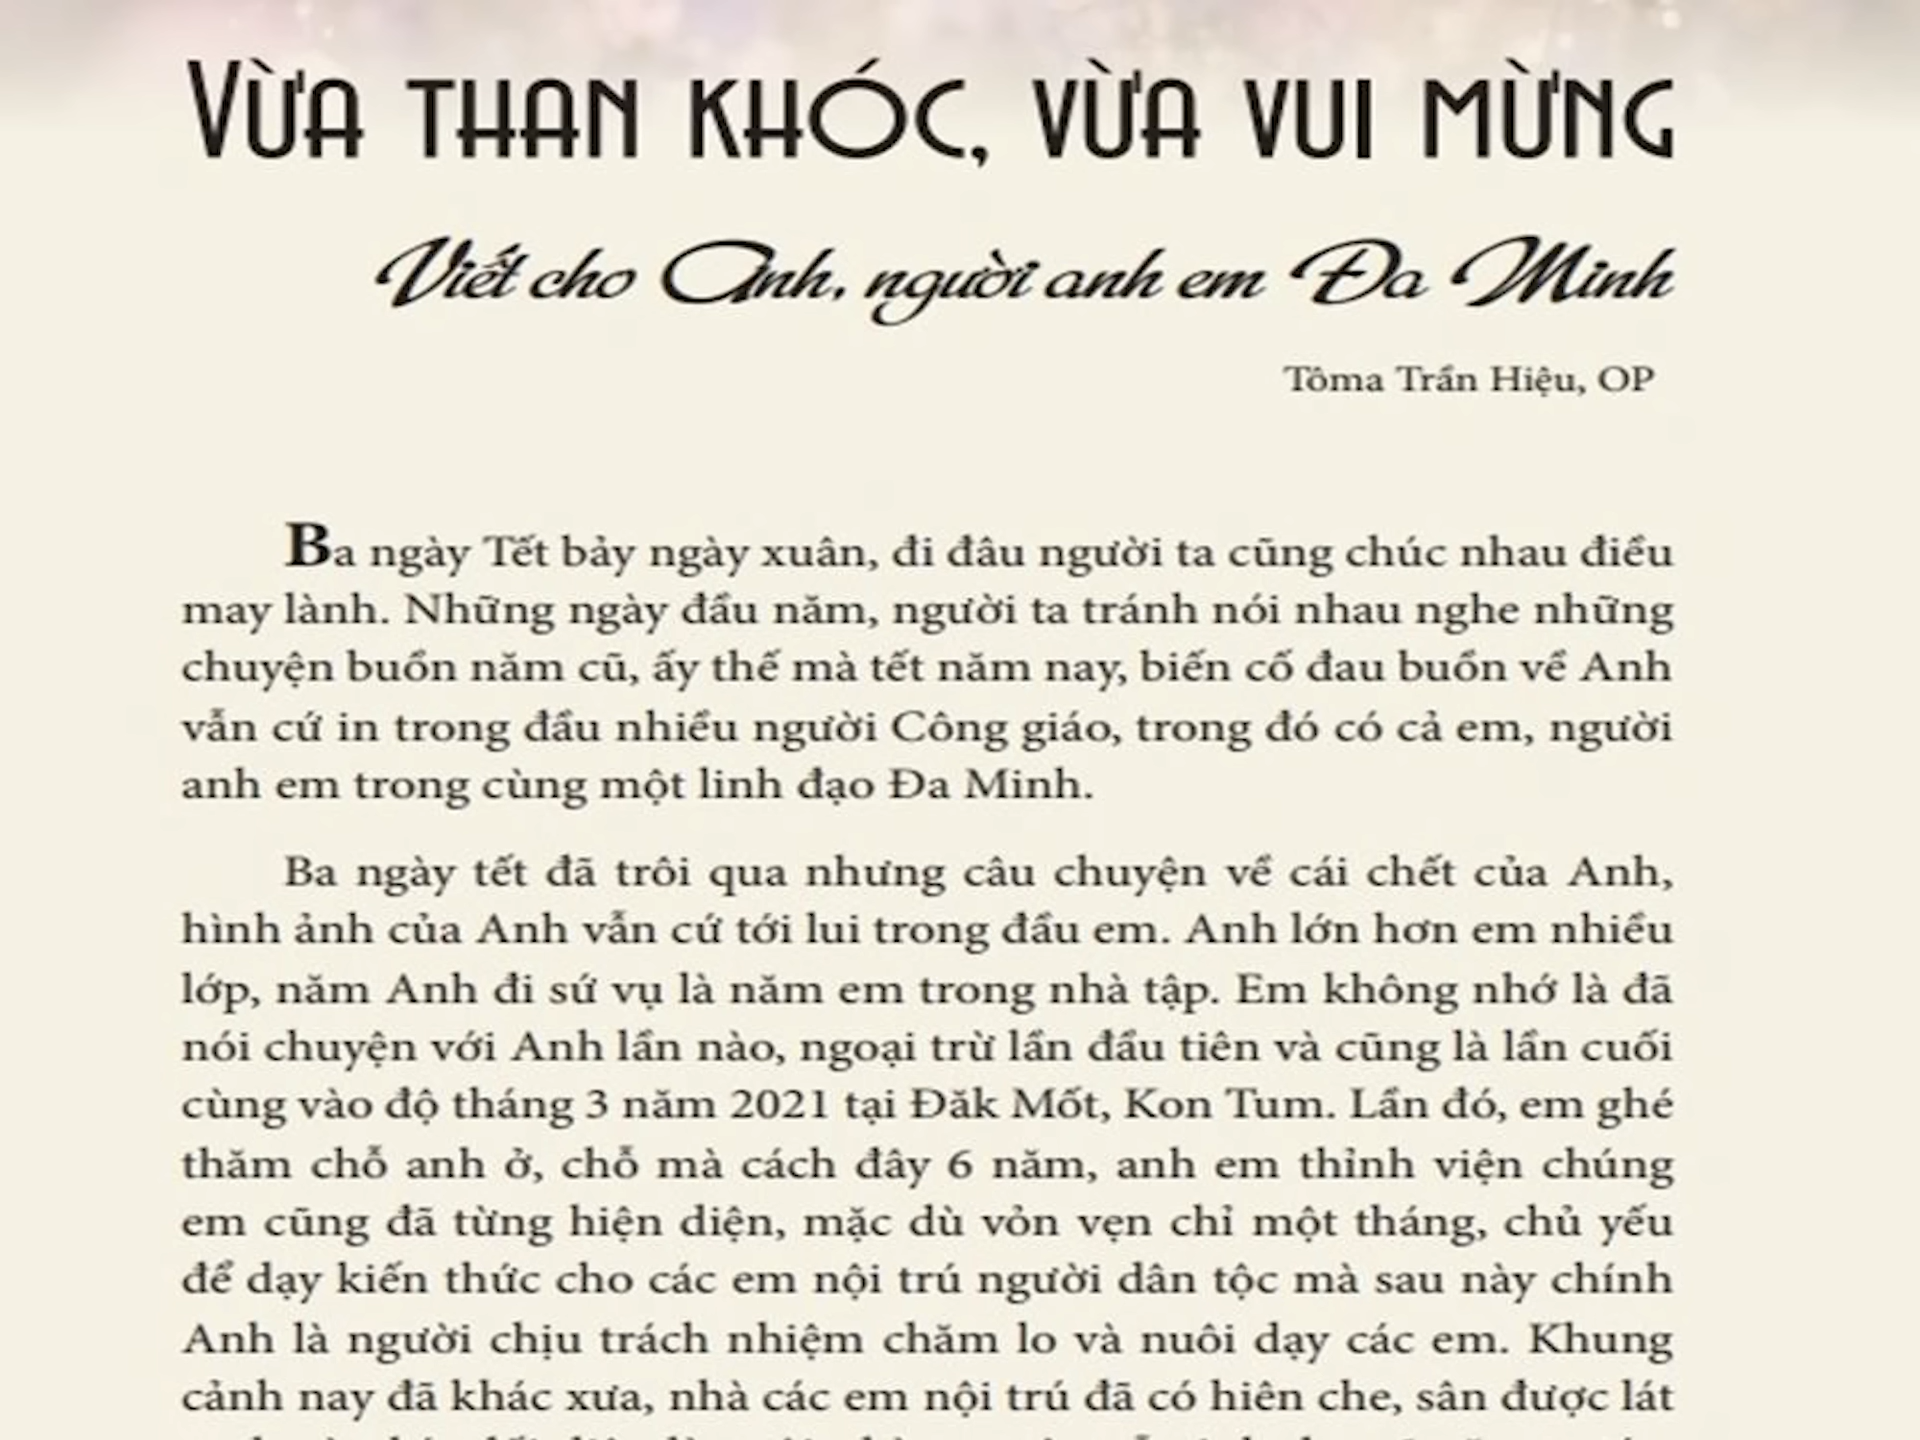 Vừa than khóc, vừa vui mừng
Viết cho Anh, người anh em Đa Minh
Tôma Trần Hiệu, OP
Ba ngày Tết bảy ngày xuân, đi đâu người ta cũng chúc nhau điều
may lành. Những ngày đầu năm, người ta tránh nói nhau nghe những
chuyện buồn năm cũ, ấy thế mà tết năm nay, biến cố đau buồn về Anh
vẫn cứ in trong đầu nhiều người Công giáo, trong đó có cả em, người
anh em trong cùng một linh đạo Đa Minh.
Ba ngày tết đã trôi qua nhưng câu chuyện về cái chết của Anh,
hình ảnh của Anh vẫn cứ tới lui trong đầu em. Anh lớn hơn em nhiều
lớp, năm Anh đi sứ vụ là năm em trong nhà tập. Em không nhớ là đã
nói chuyện với Anh lần nào, ngoại trừ lần đầu tiên và cũng là lần cuối
cùng vào độ tháng 3 năm 2021 tại Đăk Mốt, Kon Tum. Lần đó, em ghé
thăm chỗ anh ở, chỗ mà cách đây 6 năm, anh em thỉnh viện chúng
em cũng đã từng hiện diện, mặc dù vỏn vẹn chỉ một tháng, chủ yếu
để dạy kiến thức cho các em nội trú người dân tộc mà sau này chính
Anh là người chịu trách nhiệm chăm lo và nuôi dạy các em. Khung
cảnh nay đã khác xưa, nhà các em nội trú đã có hiên che, sân được lát